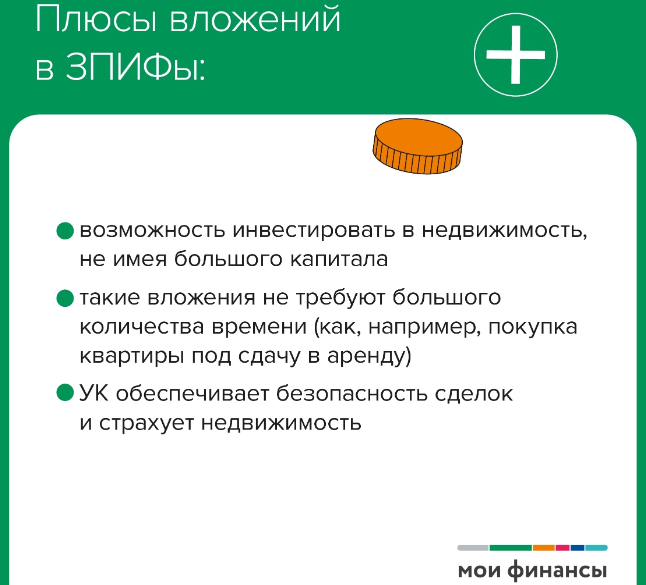 Плюсы вложений
в ЗПИФы:
возможность инвестировать в недвижимость,
не имея большого капитала
такие вложения не требуют большого
количества времени (как, например, покупка
квартиры под сдачу в аренду)
УК обеспечивает безопасность сделок
и страхует недвижимость
мои финансы